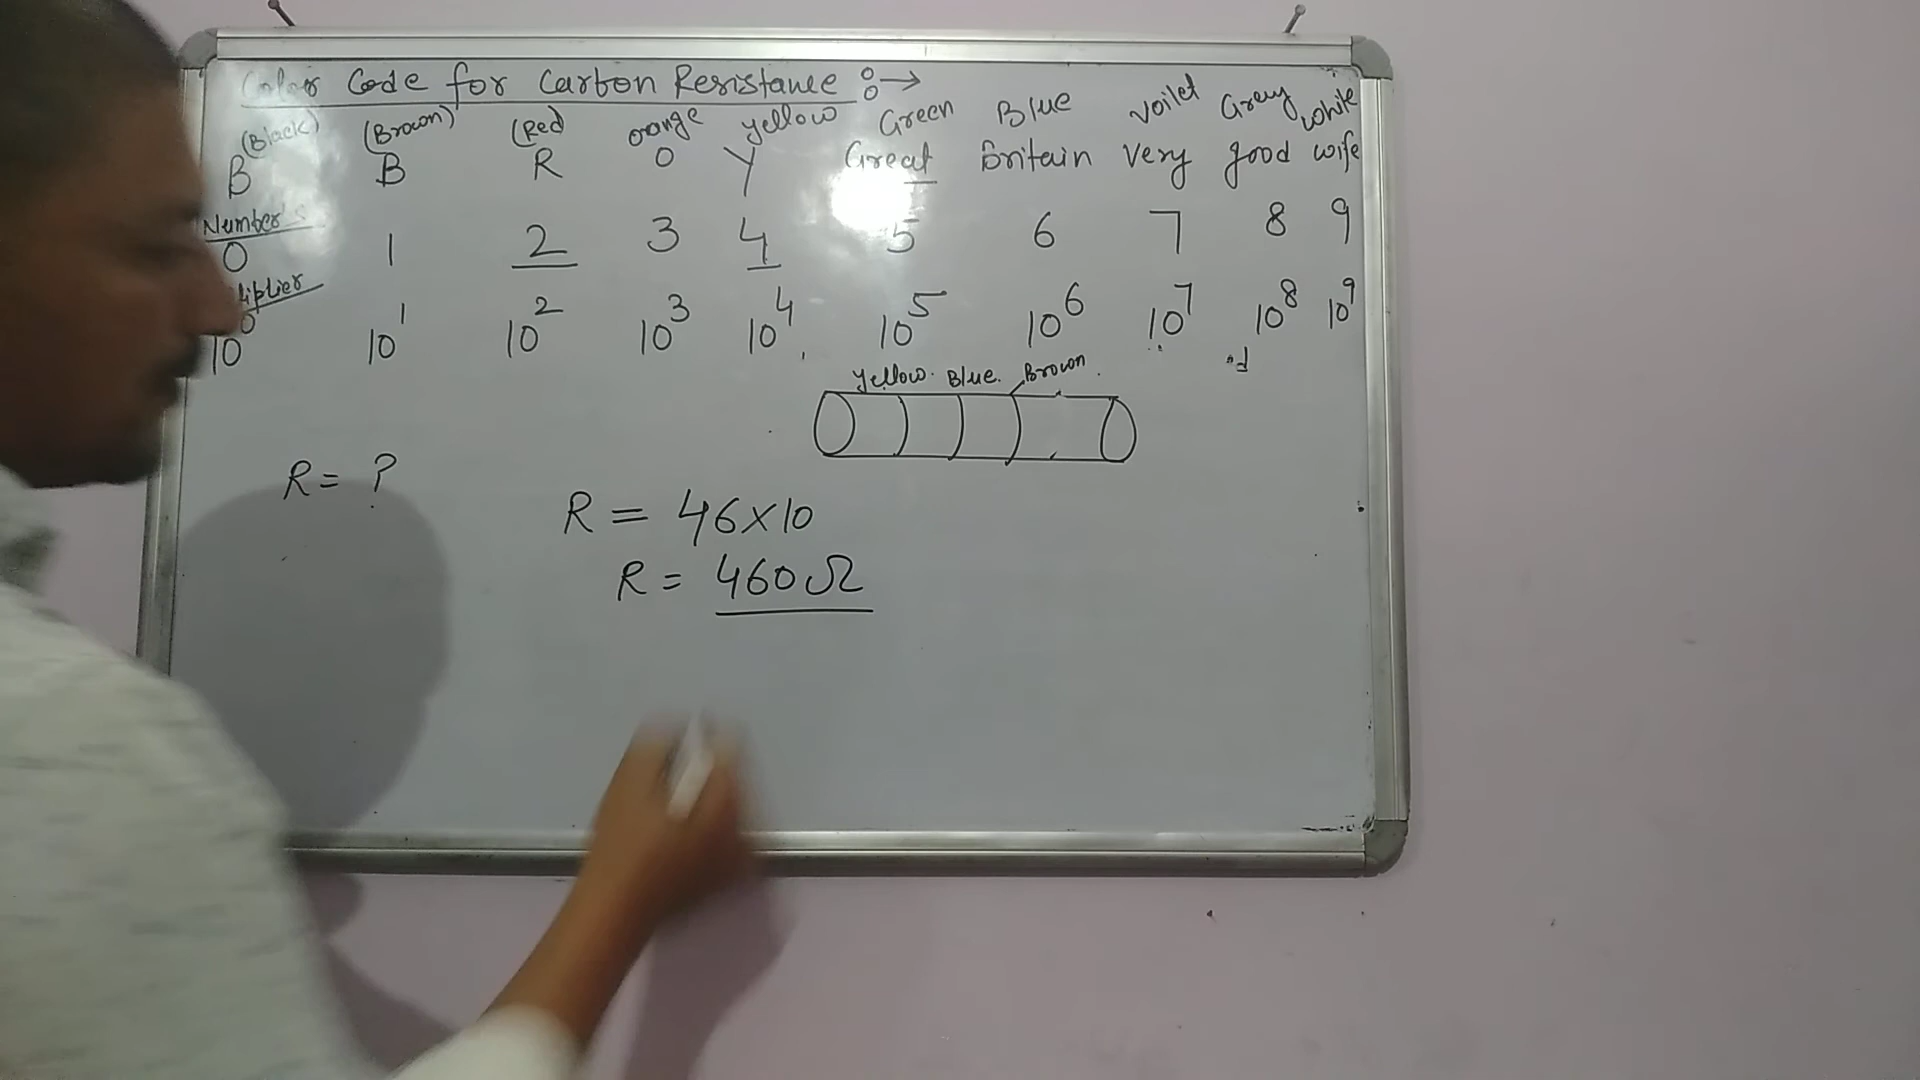 Color Code for Carbon Resistance :→
(Black) (Brown) (Red orange yellow Green Blue Voilet Grey white
B B R O Y Great Britain Very good wife
Number's
0 1 2 3 4 5 6 7 8 9
10⁰ 10¹ 10² 10³ 10⁴ 10⁵ 10⁶ 10⁷ 10⁸ 10⁹
Yellow. Blue. Brown.
R = ?
R = 46×10
R = 460Ω